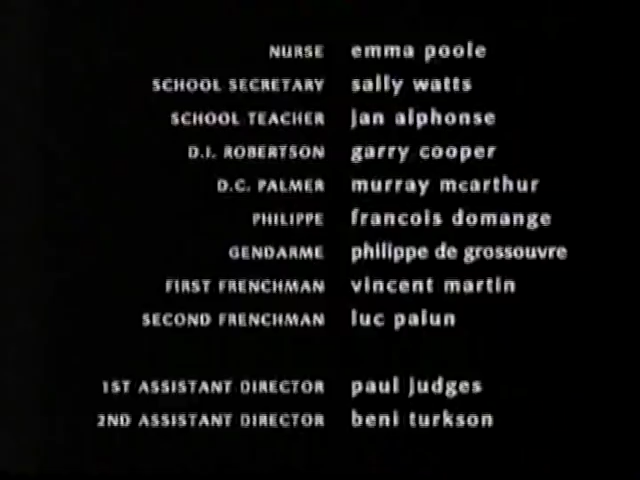 NURSE emma poole
SCHOOL SECRETARY sally watts
SCHOOL TEACHER jan alphonse
D.I. ROBERTSON garry cooper
D.C. PALMER murray mcarthur
PHILIPPE francois domange
GENDARME philippe de grossouvre
FIRST FRENCHMAN vincent martin
SECOND FRENCHMAN luc palun
1ST ASSISTANT DIRECTOR paul judges
2ND ASSISTANT DIRECTOR beni turkson